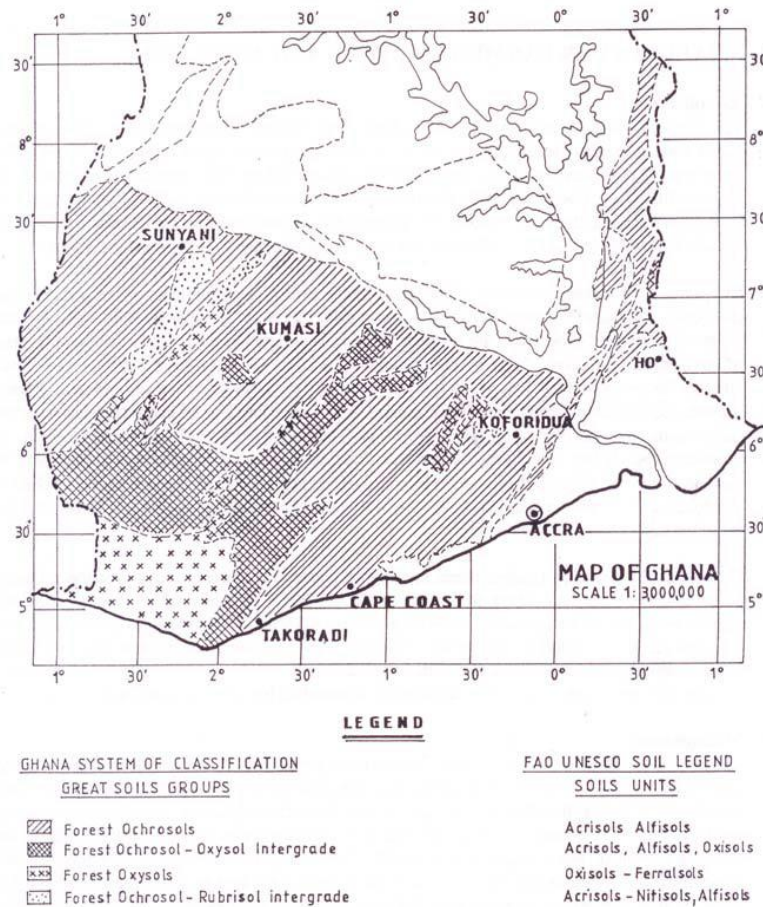 1° 30' 2° 30' 1° 30' 0° 30' 1°
30' 30'
8° 8°
30' 30'
SUNYANI
7°
KUMASI
HO
30' 30'
KOFORIDUA
6° 6°
ACCRA
30' 30'
MAP OF GHANA
SCALE 1: 3,000,000
CAPE COAST
5° 5°
TAKORADI
1° 30' 2° 30' 1° 30' 0° 30' 1°
LEGEND
GHANA SYSTEM OF CLASSIFICATION FAO UNESCO SOIL LEGEND
GREAT SOILS GROUPS SOILS UNITS
Forest Ochrosols Acrisols Alfisols
Forest Ochrosol - Oxysol Intergrade Acrisols, Alfisols, Oxisols
Forest Oxysols Oxisols - Ferralsols
Forest Ochrosol - Rubrisol intergrade Acrisols - Nitisols, Alfisols